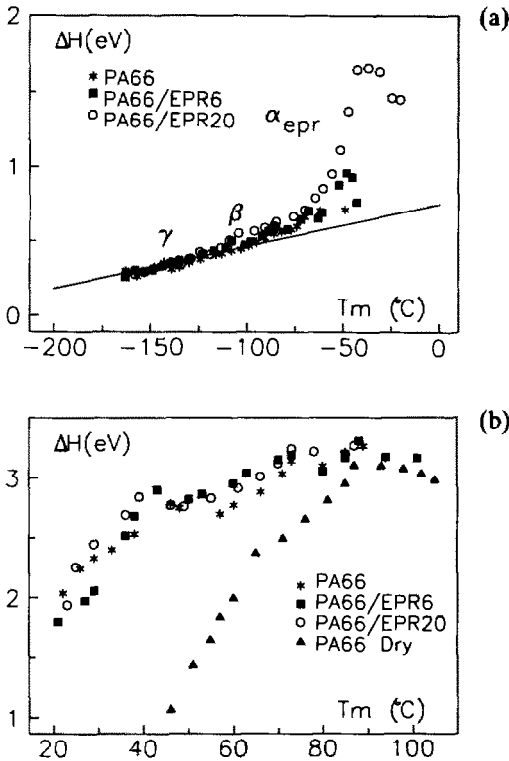 (a)
2
ΔH(eV)
* PA66
■ PA66/EPR6
○ PA66/EPR20
α epr
1
β
γ
0
Tm (°C)
−200 −150 −100 −50 0
(b)
ΔH(eV)
3
* PA66
■ PA66/EPR6
○ PA66/EPR20
▲ PA66 Dry
2
Tm (°C)
1
20 40 60 80 100